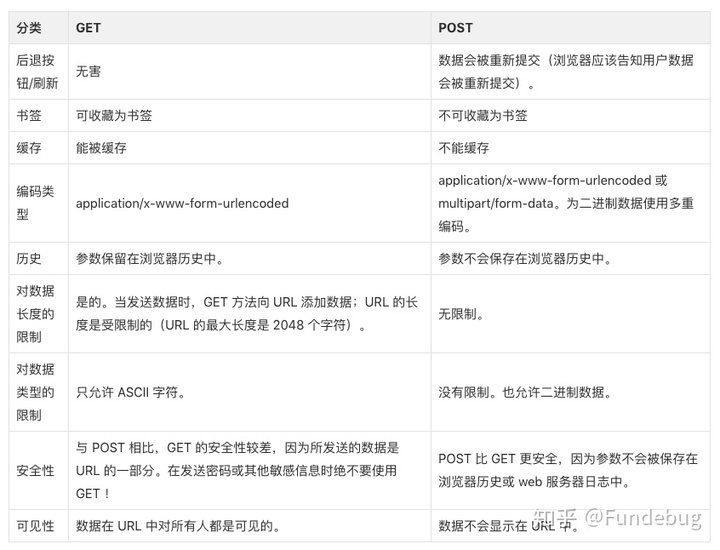 分类 GET POST
后退按 数据会被重新提交（浏览器应该告知用户数据
钮/刷新 无害 会被重新提交）。
书签 可收藏为书签 不可收藏为书签
缓存 能被缓存 不能缓存
编码类 application/x-www-form-urlencoded application/x-www-form-urlencoded 或
型 multipart/form-data。为二进制数据使用多重
编码。
历史 参数保留在浏览器历史中。 参数不会保存在浏览器历史中。
对数据 是的。当发送数据时，GET 方法向 URL 添加数据；URL 的长
长度的 度是受限制的（URL 的最大长度是 2048 个字符）。 无限制。
限制
对数据
类型的 只允许 ASCII 字符。 没有限制。也允许二进制数据。
限制
安全性 与 POST 相比，GET 的安全性较差，因为所发送的数据是 POST 比 GET 更安全，因为参数不会被保存在
URL 的一部分。在发送密码或其他敏感信息时绝不要使用 浏览器历史或 web 服务器日志中。
GET ！
可见性 数据在 URL 中对所有人都是可见的。 数据不会显示在 URL 中。
知乎 @Fundebug